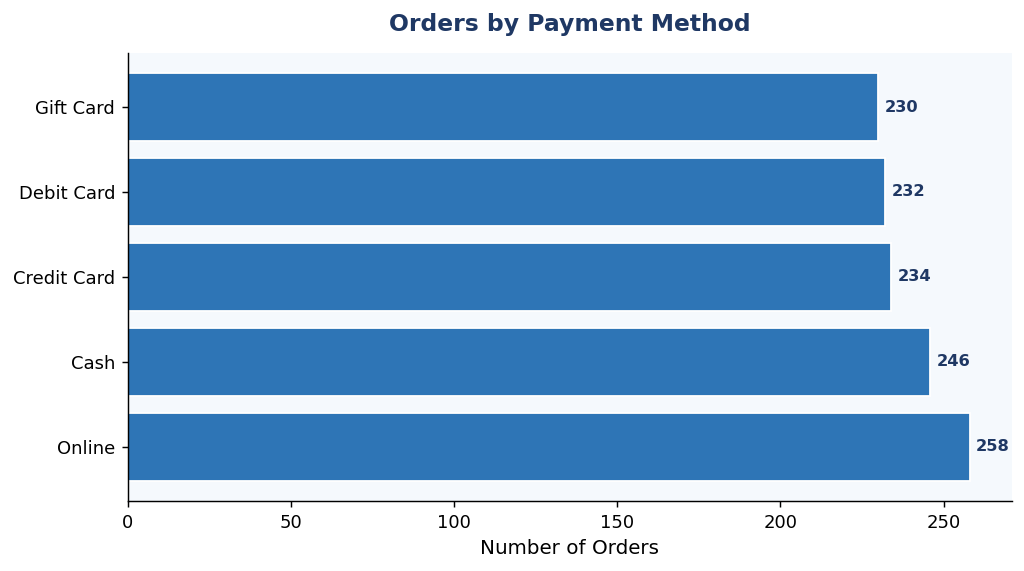 Orders by Payment Method
Gift Card 230
Debit Card 232
Credit Card 234
Cash 246
Online 258
0 50 100 150 200 250
Number of Orders